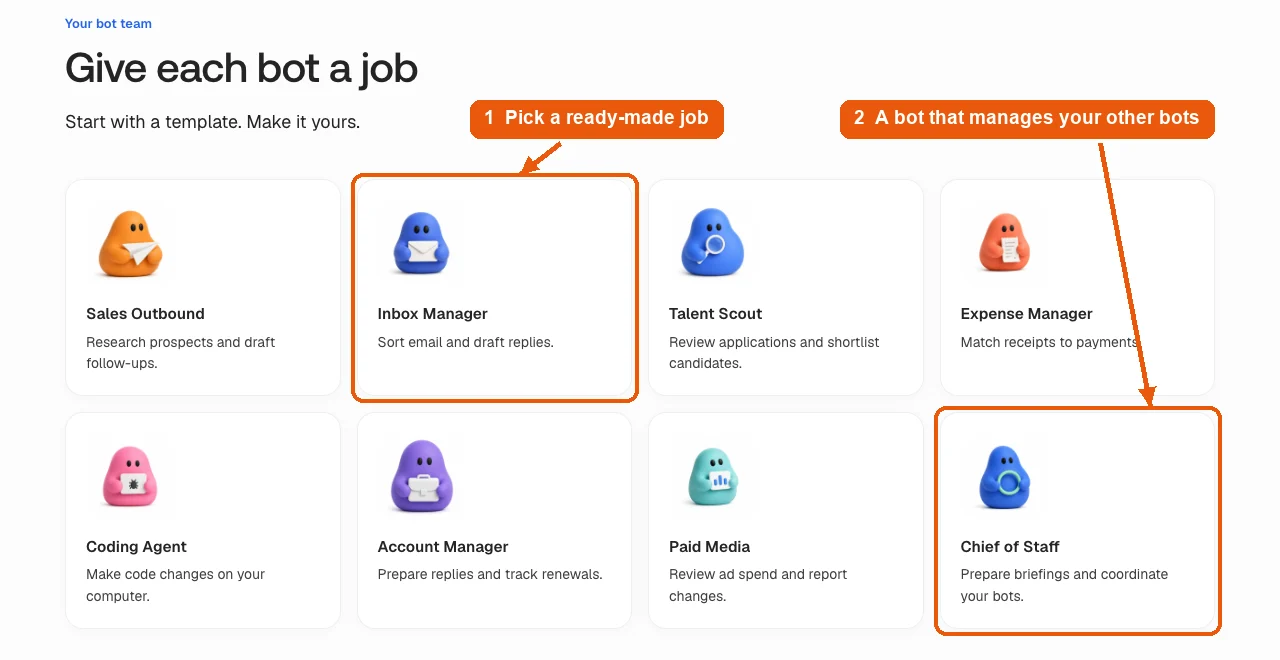 Your bot team
Give each bot a job
Start with a template. Make it yours.
1 Pick a ready-made job
2 A bot that manages your other bots
Sales Outbound
Research prospects and draft
follow-ups.
Inbox Manager
Sort email and draft replies.
Talent Scout
Review applications and shortlist
candidates.
Expense Manager
Match receipts to payments
Coding Agent
Make code changes on your
computer.
Account Manager
Prepare replies and track renewals.
Paid Media
Review ad spend and report
changes.
Chief of Staff
Prepare briefings and coordinate
your bots.